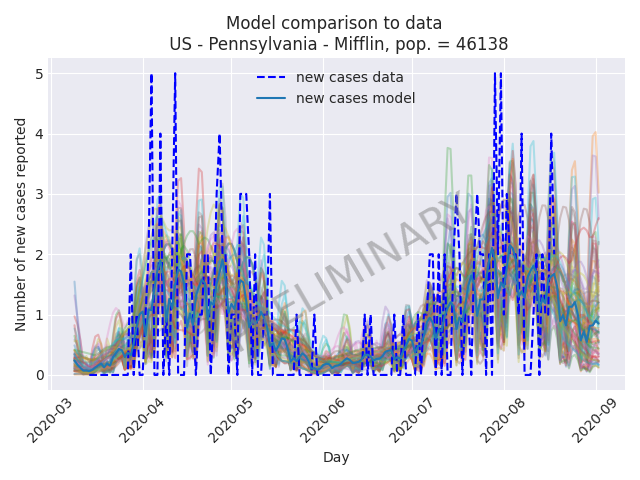 Model comparison to data
US - Pennsylvania - Mifflin, pop. = 46138
new cases data
new cases model
PRELIMINARY
Number of new cases reported
5
4
3
2
1
0
2020-03
2020-04
2020-05
2020-06
2020-07
2020-08
2020-09
Day